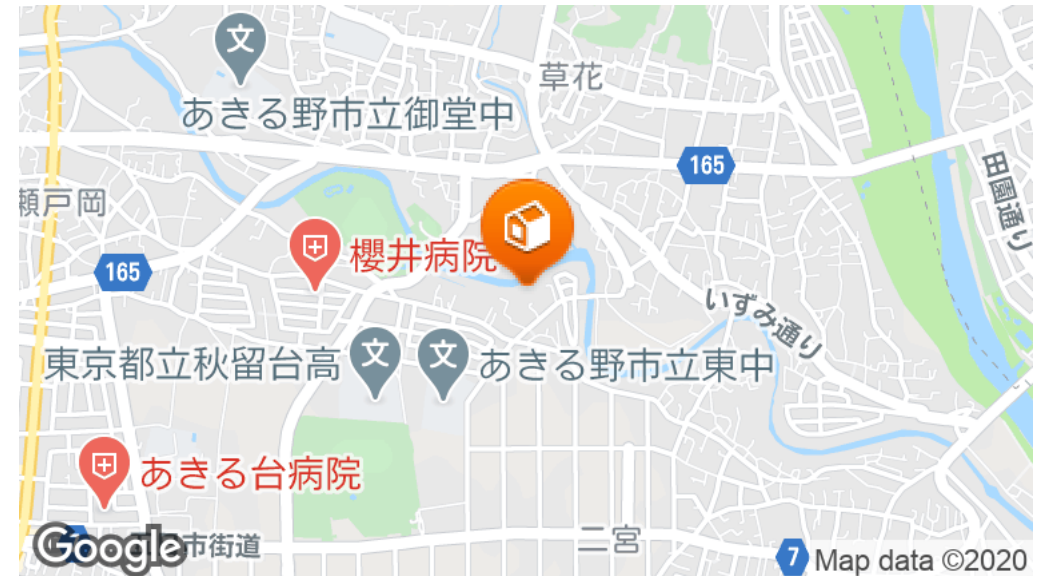 文
草花
あきる野市立御堂中
165
田園通り
瀬戸岡
櫻井病院
165
いずみ通り
東京都立秋留台高
文
文
あきる野市立東中
あきる台病院
二宮
市街道
Google
7
Map data ©2020